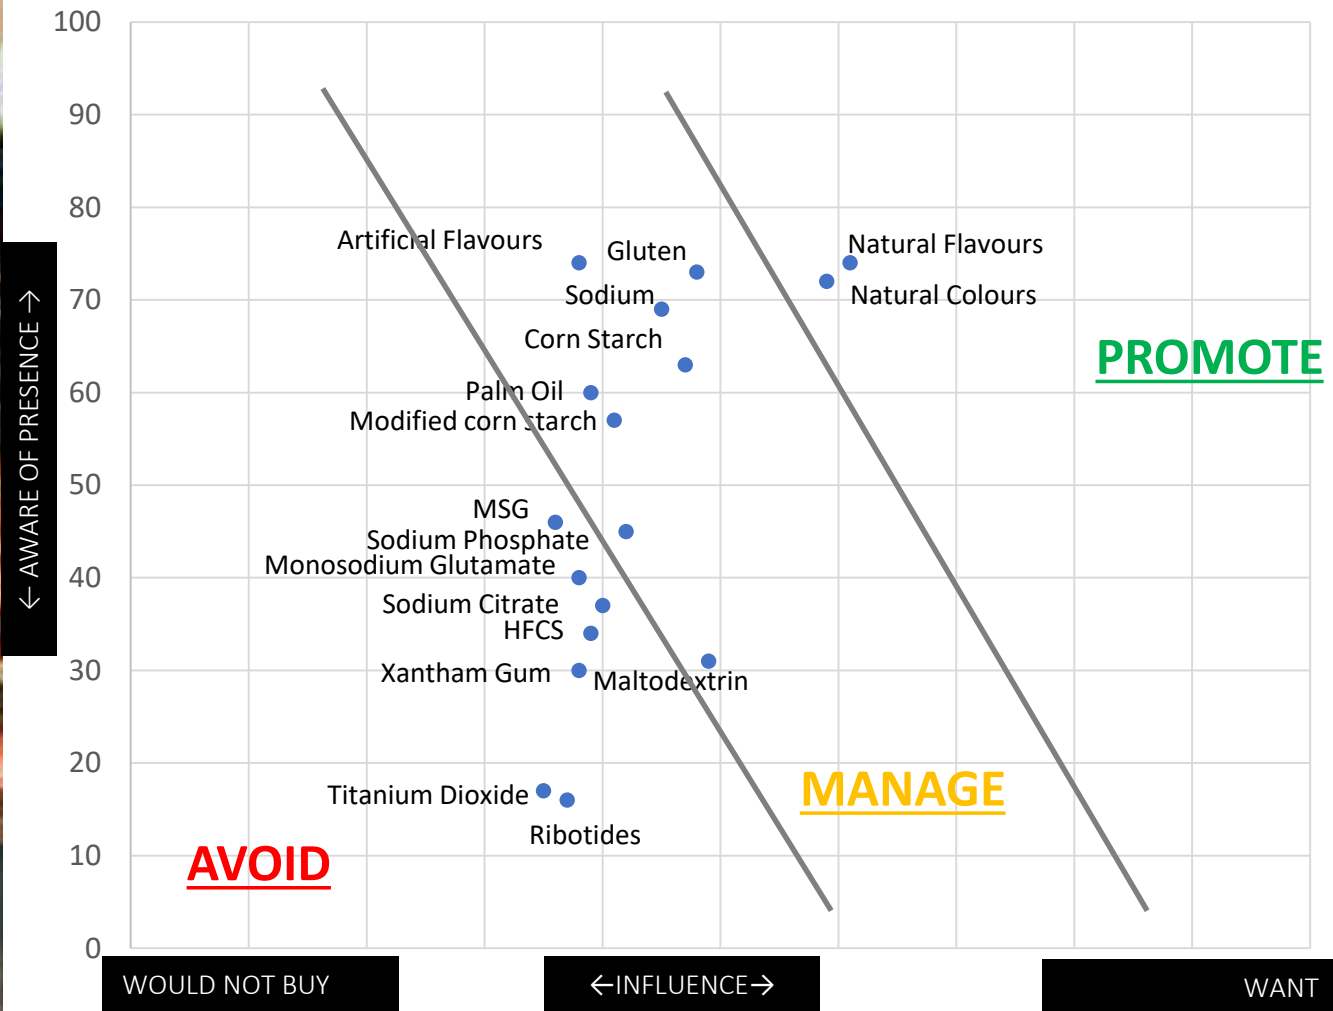 100
90
80
70
60
50
40
30
20
10
0
← AWARE OF PRESENCE →
Artificial Flavours
Gluten
Natural Flavours
Sodium
Natural Colours
Corn Starch
PROMOTE
Palm Oil
Modified corn starch
MSG
Sodium Phosphate
Monosodium Glutamate
Sodium Citrate
HFCS
Xantham Gum
Maltodextrin
MANAGE
Titanium Dioxide
Ribotides
AVOID
WOULD NOT BUY
←INFLUENCE→
WANT